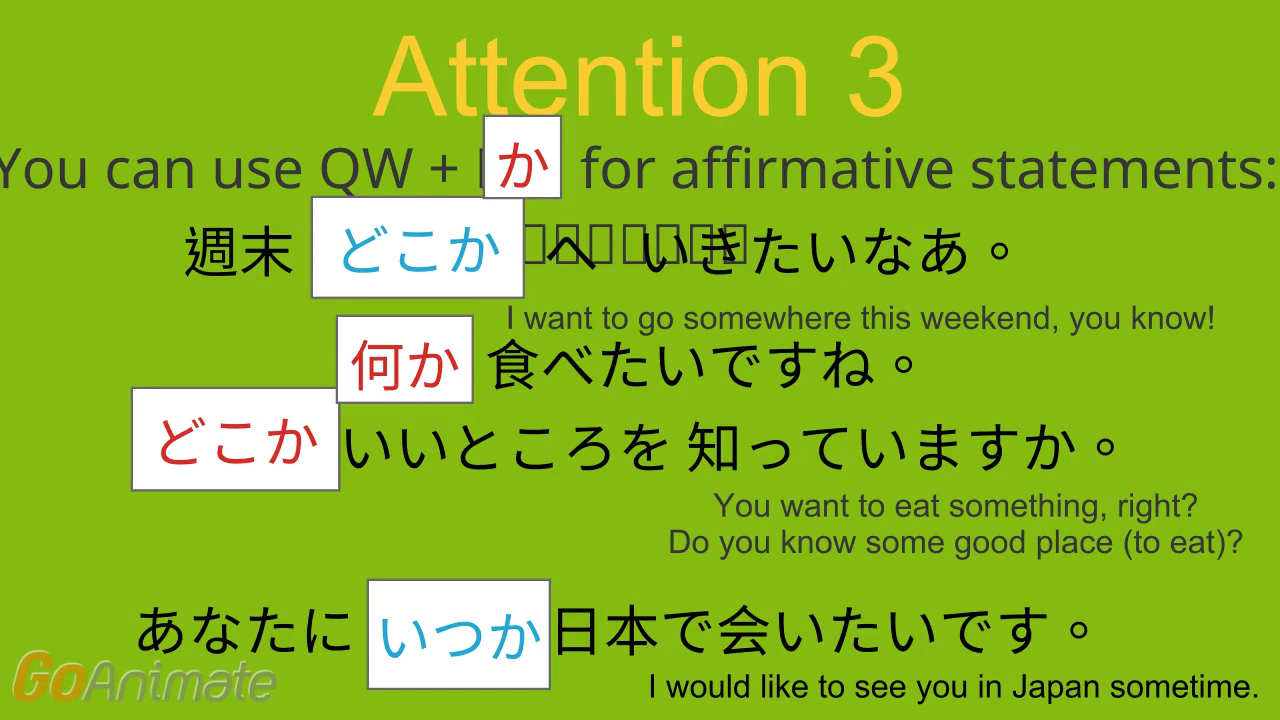 Attention 3
You can use QW + か for affirmative statements:
週末 どこか へ いきたいなあ。
I want to go somewhere this weekend, you know!
何か 食べたいですね。
どこか いいところを 知っていますか。
You want to eat something, right?
Do you know some good place (to eat)?
あなたに いつか 日本で会いたいです。
GoAnimate
I would like to see you in Japan sometime.